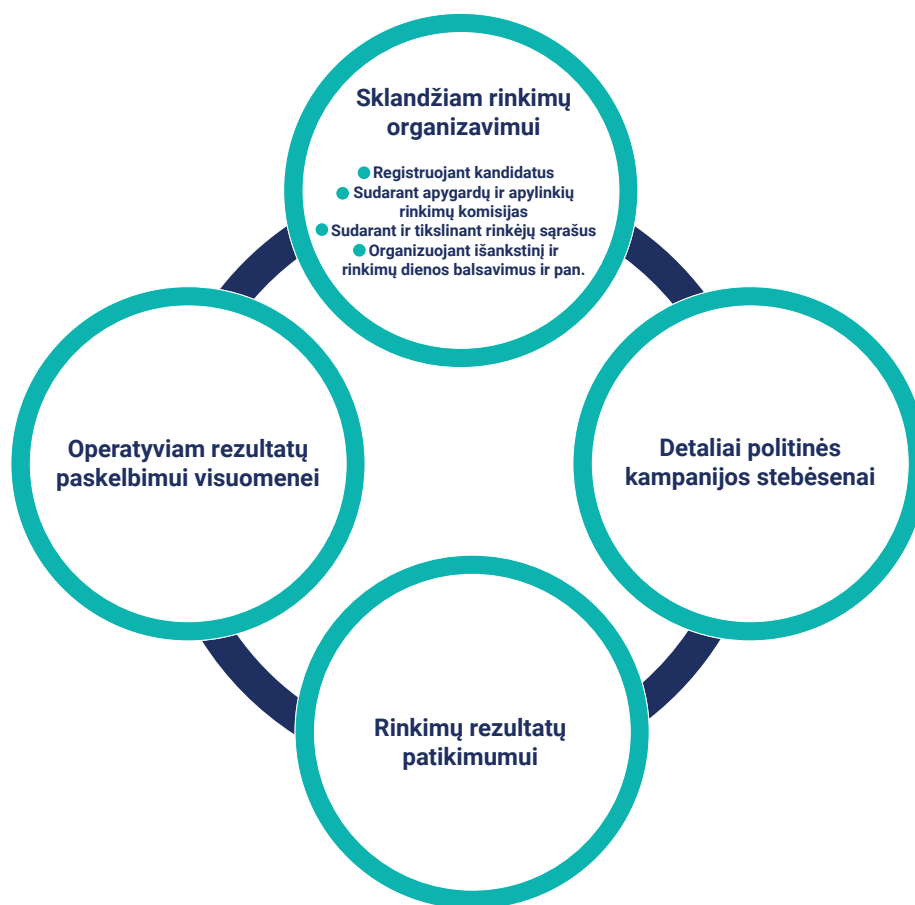 Sklandžiam rinkimų
organizavimui
Registruojant kandidatus
Sudarant apygardų ir apylinkių
rinkimų komisijas
Sudarant ir tikslinant rinkėjų sąrašus
Organizuojant išankstinį ir
rinkimų dienos balsavimus ir pan.
Operatyviam rezultatų
paskelbimui visuomenei
Detaliai politinės
kampanijos stebėsenai
Rinkimų rezultatų
patikimumui